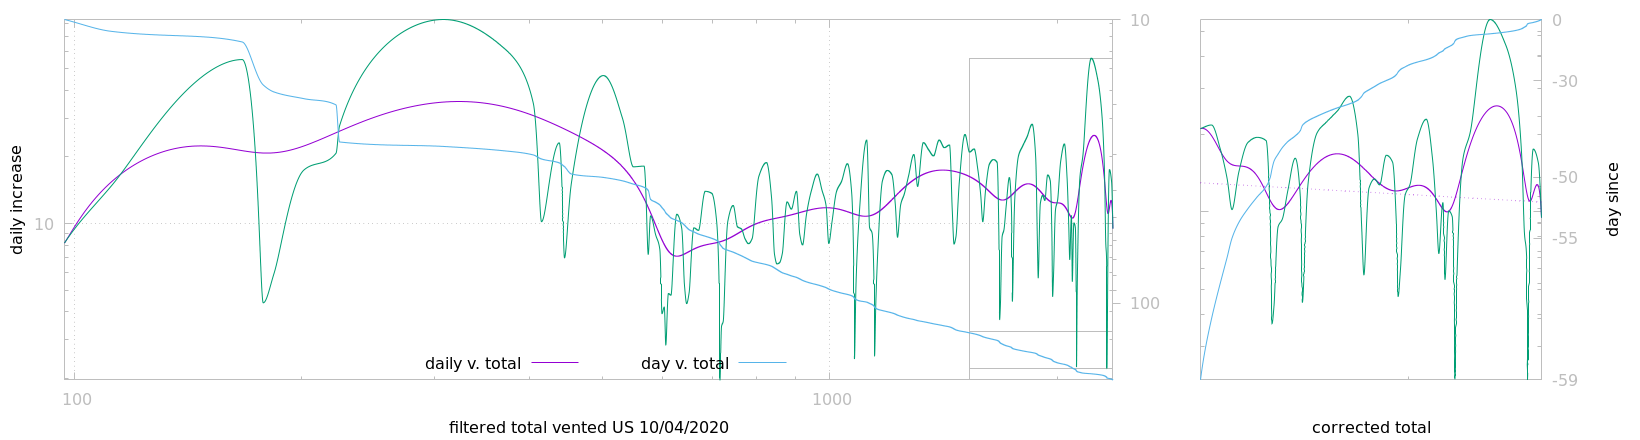 daily increase
10
daily v. total
day v. total
100
1000
filtered total vented US 10/04/2020
10
100
corrected total
0
-30
-50
-55
-59
day since